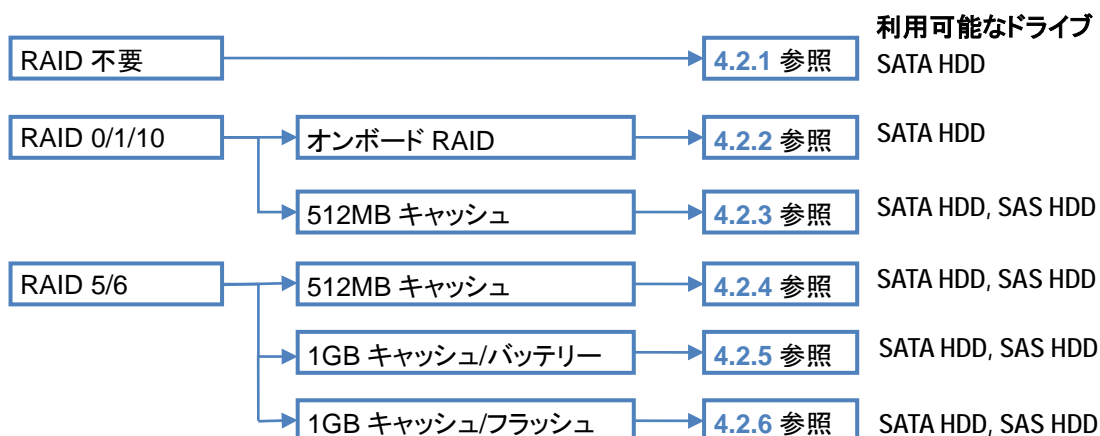 利用可能なドライブ
RAID 不要 4.2.1 参照 SATA HDD
RAID 0/1/10 オンボード RAID 4.2.2 参照 SATA HDD
512MB キャッシュ 4.2.3 参照 SATA HDD, SAS HDD
RAID 5/6 512MB キャッシュ 4.2.4 参照 SATA HDD, SAS HDD
1GB キャッシュ/バッテリー 4.2.5 参照 SATA HDD, SAS HDD
1GB キャッシュ/フラッシュ 4.2.6 参照 SATA HDD, SAS HDD